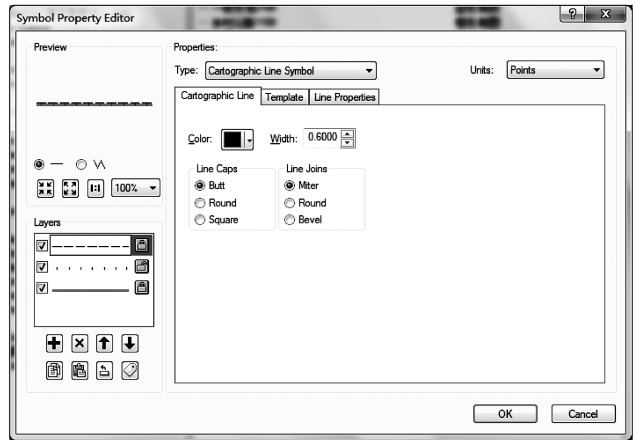 Symbol Property Editor
Preview
100%
Layers
Properties:
Type: Cartographic Line Symbol
Units: Points
Cartographic Line Template Line Properties
Color: Width: 0.6000
Line Caps Line Joins
Butt Miter
Round Round
Square Bevel
OK Cancel